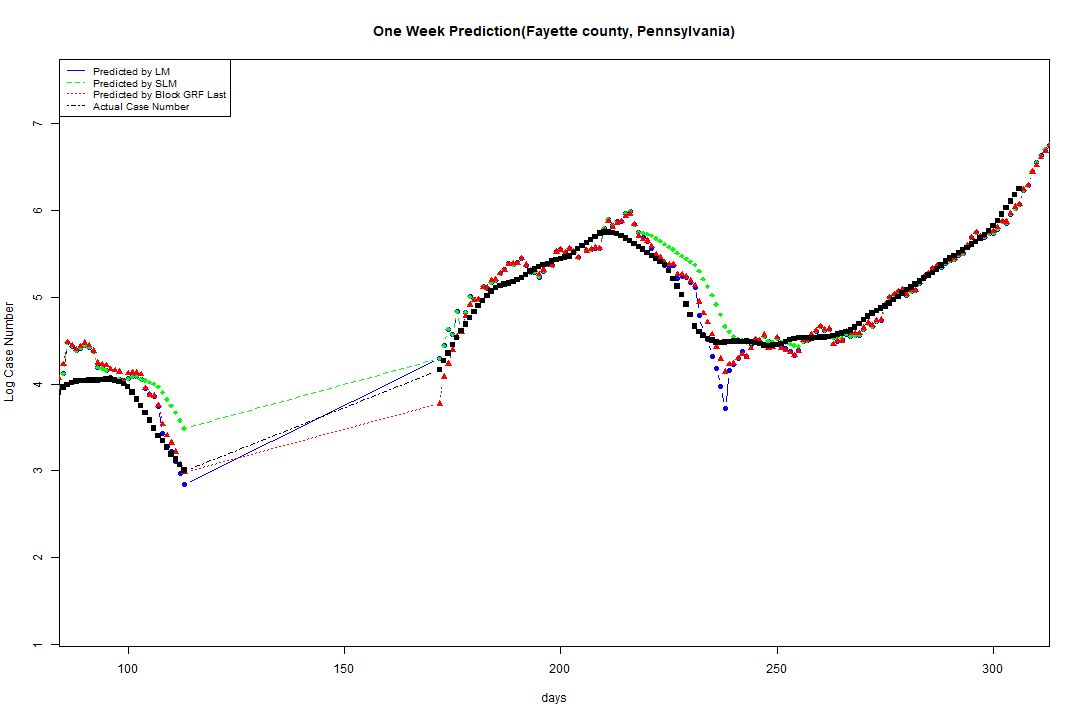 One Week Prediction(Fayette county, Pennsylvania)
Predicted by LM
Predicted by SLM
Predicted by Block GRF Last
Actual Case Number
Log Case Number
7
6
5
4
3
2
1
100 150 200 250 300
days